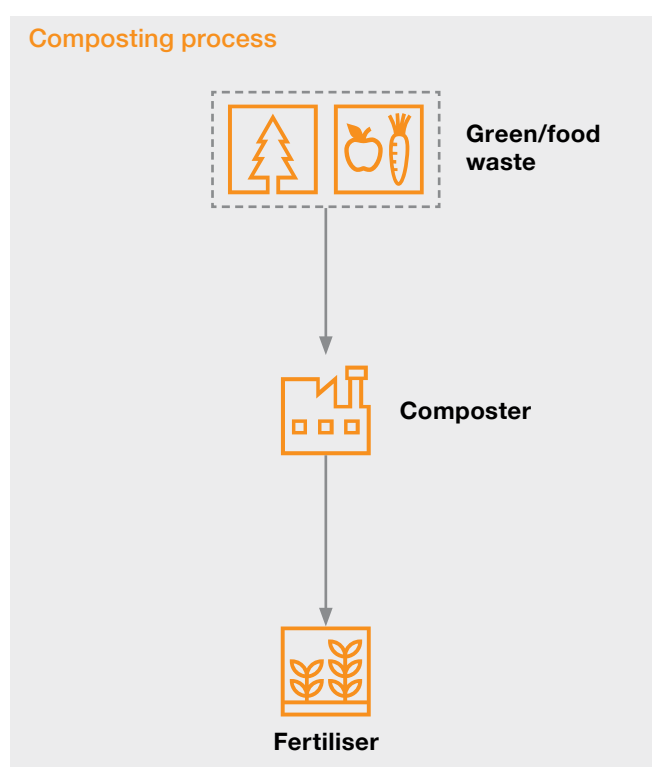 Composting process
Green/food
waste
Composter
Fertiliser